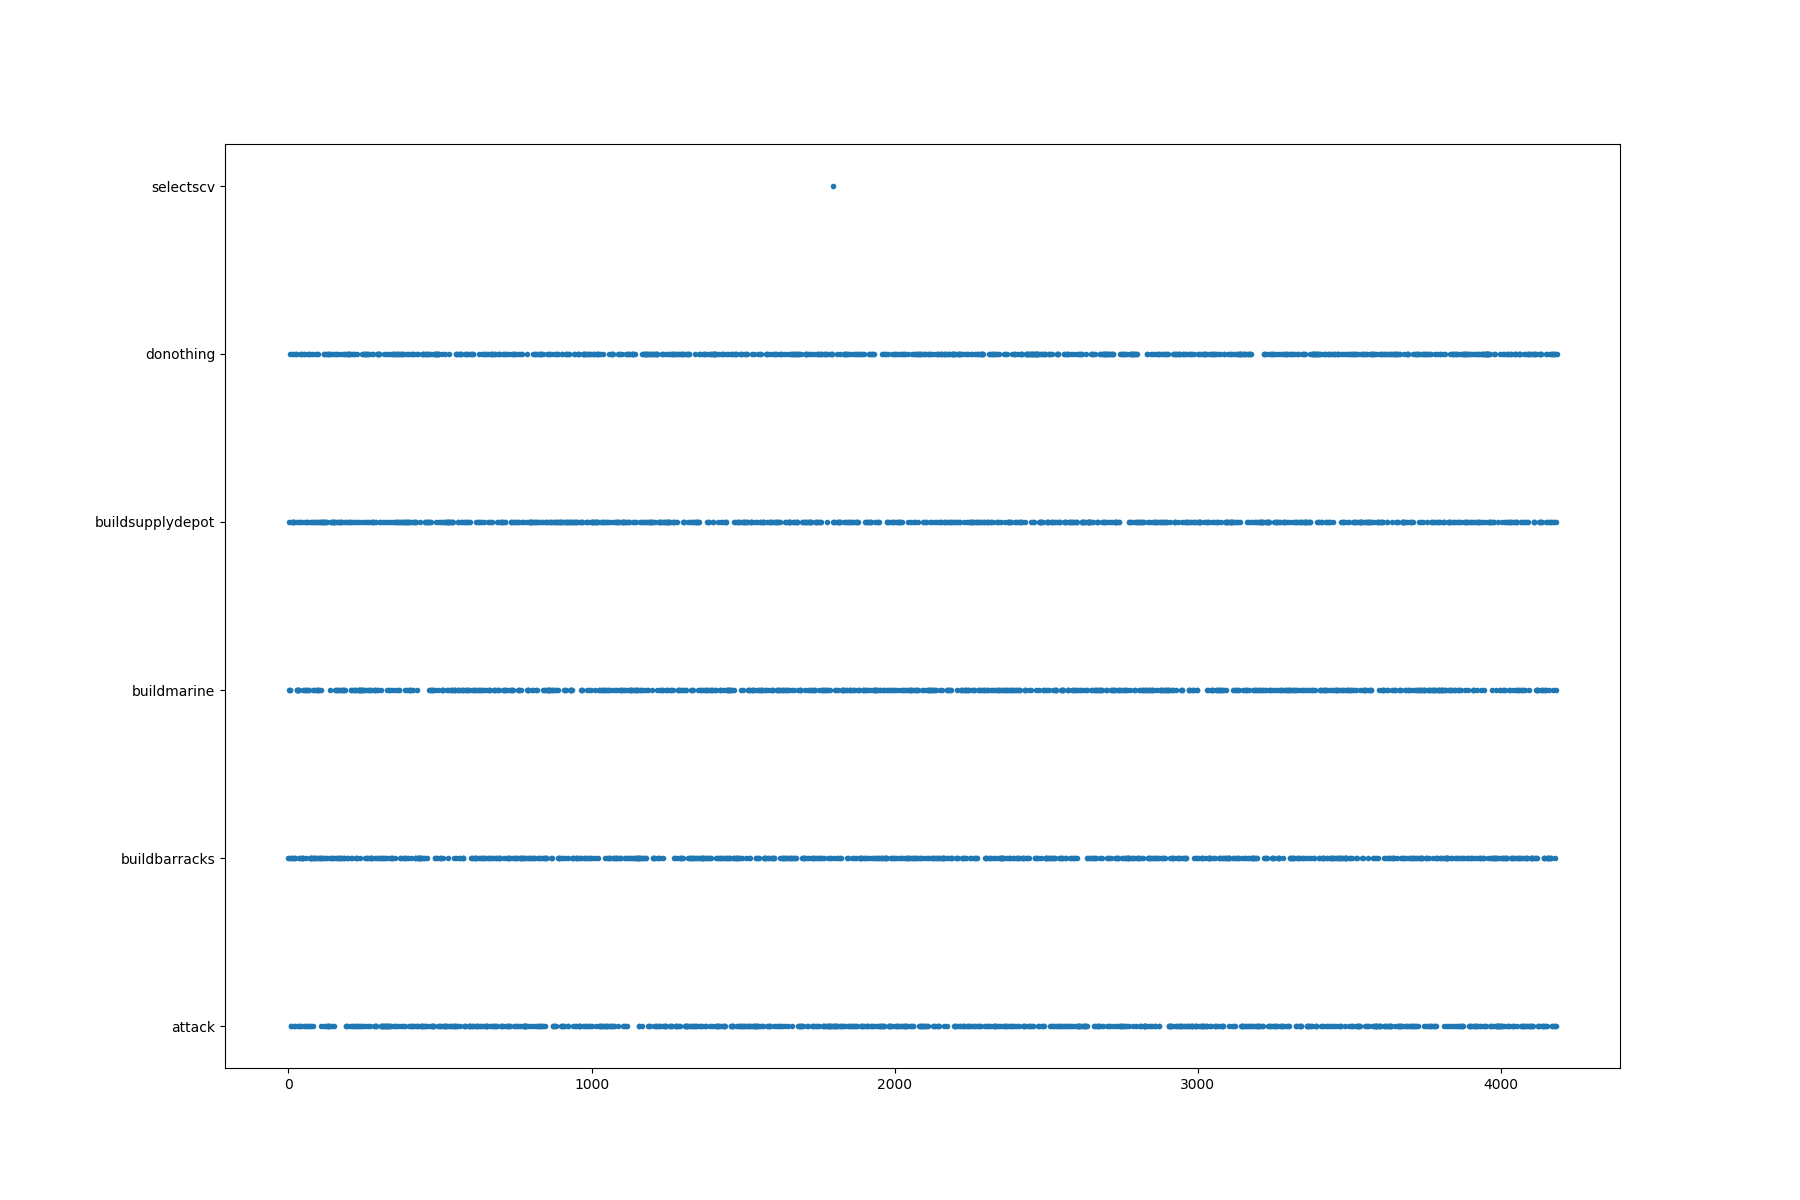 selectscv
donothing
buildsupplydepot
buildmarine
buildbarracks
attack
0 1000 2000 3000 4000